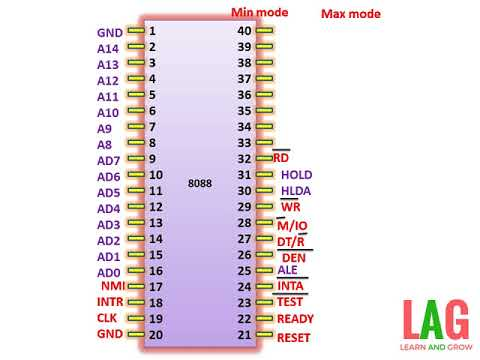 Min mode Max mode
GND 1 40
A14 2 39
A13 3 38
A12 4 37
A11 5 36
A10 6 35
A9 7 34
A8 8 33
AD7 9 32 RD
AD6 10 31 HOLD
AD5 11 8088 30 HLDA
AD4 12 29 WR
AD3 13 28 M/IO
AD2 14 27 DT/R
AD1 15 26 DEN
AD0 16 25 ALE
NMI 17 24 INTA
INTR 18 23 TEST
CLK 19 22 READY
GND 20 21 RESET
LAG
LEARN AND GROW